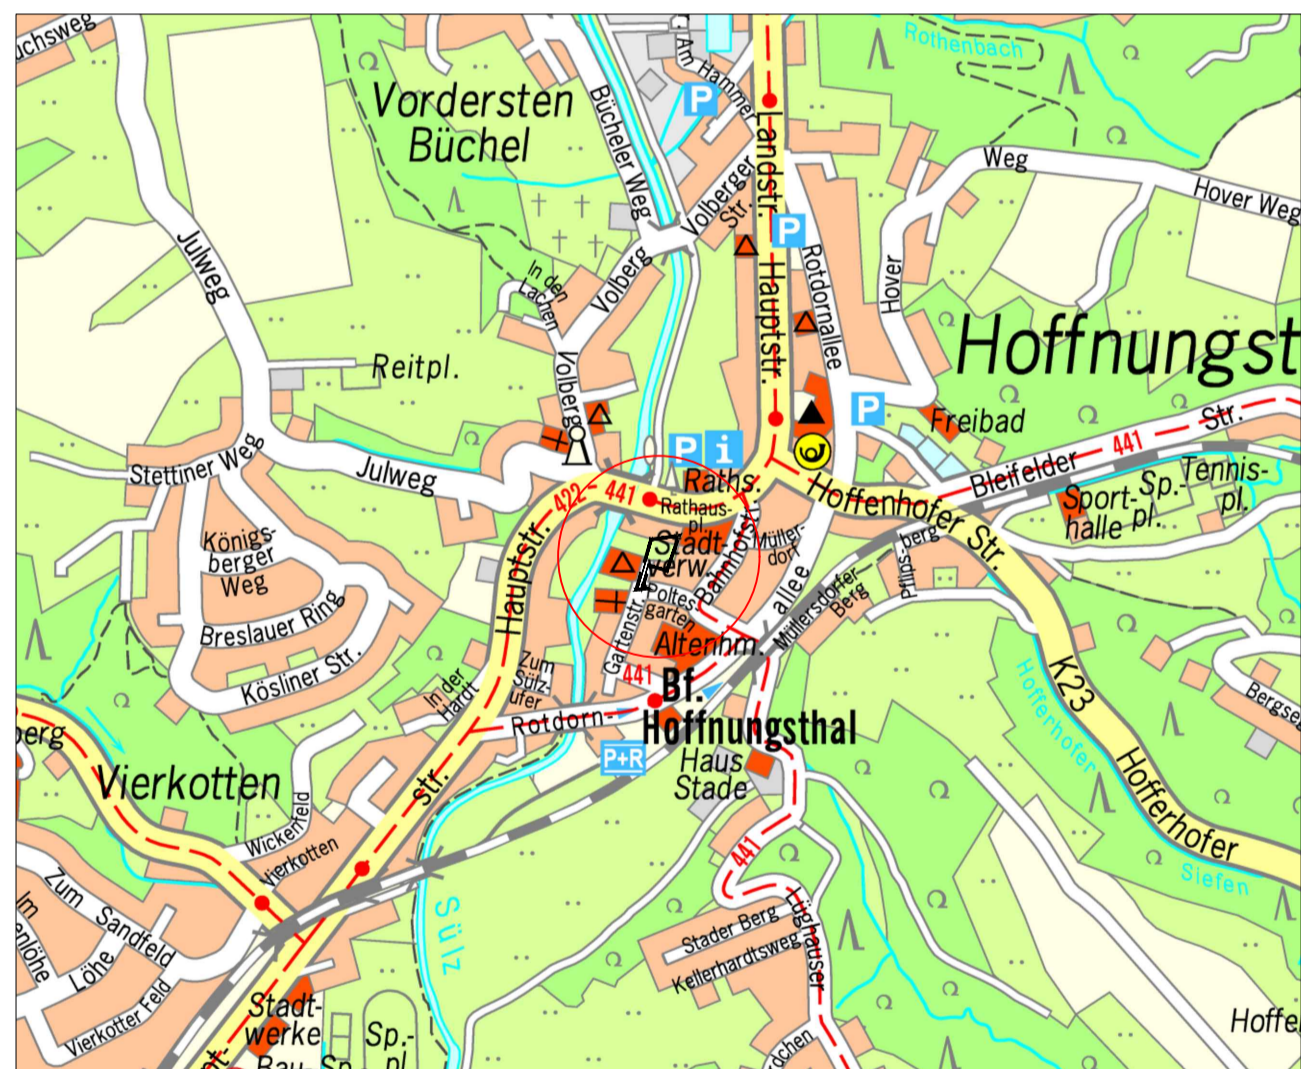 Rothenbach
Am Hammer
P
Vordersten
Büchel
Bücheler Weg
Landstr.
Weg
Hover Weg
Volberger
Str.
P
Julweg
In den
Lachen
Volberg
Hauptstr.
Rotdornallee
Hover
Hoffnungst
Reitpl.
Volberg
P
Freibad
Str.
441
Bleifelder
Stettiner Weg
Julweg
P
i
Raths.
422
441
Rathaus-
pl.
Hoffenhofer
Str.
Sport-
halle
Sp.-
pl.
Tennis-
pl.
Königs-
berger
Weg
Hauptstr.
Stadt-
verw.
Bahnhofstr.
Müller-
dorf
berg
Breslauer Ring
Gartenstr.
garten
allee
Müllersdorfer
Berg
Kösliner Str.
Altenhm.
In der
Hardt
Zum
Sülz-
ufer
441
Bf.
Hoffnungsthal
Rotdorn-
K23
Hofferhofer
berg
P+R
Haus
Stade
Vierkotten
str.
Hofferhofer
Wickenfeld
Vierkotten
441
Siefen
Zum Sandfeld
Im
Löhe
Sülz
Stader Berg
Kellerhardtsweg
Lüghauser
Vierkotter Feld
Stadt-
werke
Sp.-
pl.
Hoffe